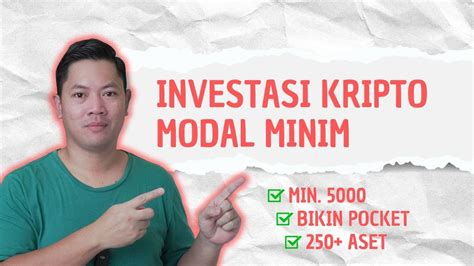 INVESTASI KRIPTO
MODAL MINIM
MIN. 5000
BIKIN POCKET
250+ ASET